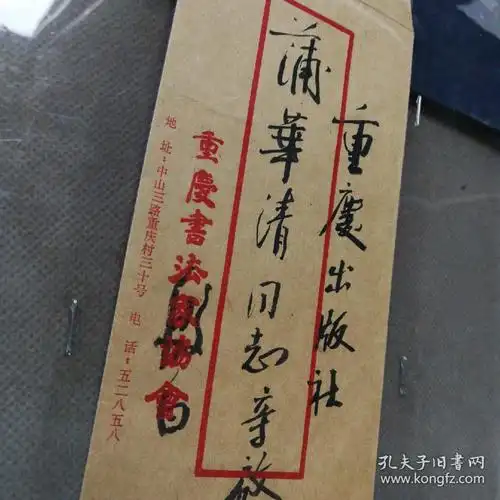 重慶出版社
蒲華清同志亲啟
重慶書法家協會
地址：中山三路重庆村三十号 电话：五二八五八
孔夫子旧书网
www.kongfz.com